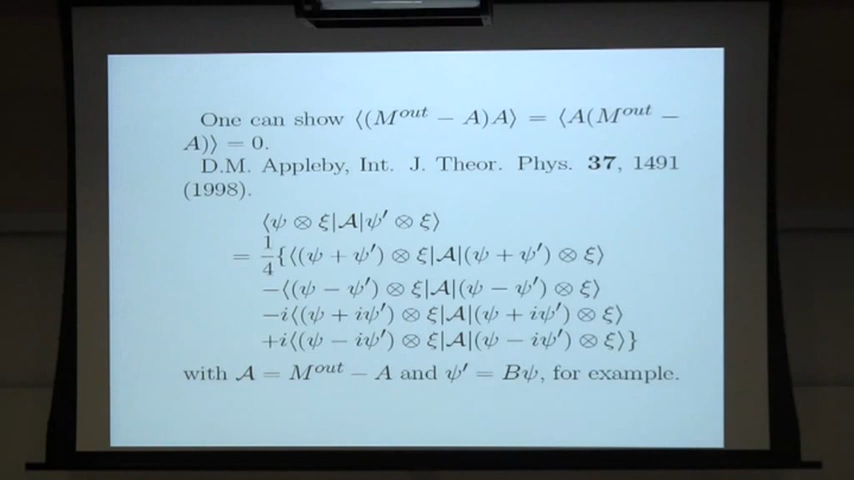 One can show ⟨(M^out − A)A⟩ = ⟨A(M^out −
A)⟩ = 0.
D.M. Appleby, Int. J. Theor. Phys. 37, 1491
(1998).
⟨ψ ⊗ ξ|𝒜|ψ′ ⊗ ξ⟩
= 1/4{⟨(ψ + ψ′) ⊗ ξ|𝒜|(ψ + ψ′) ⊗ ξ⟩
−⟨(ψ − ψ′) ⊗ ξ|𝒜|(ψ − ψ′) ⊗ ξ⟩
−i⟨(ψ + iψ′) ⊗ ξ|𝒜|(ψ + iψ′) ⊗ ξ⟩
+i⟨(ψ − iψ′) ⊗ ξ|𝒜|(ψ − iψ′) ⊗ ξ⟩}
with 𝒜 = M^out − A and ψ′ = Bψ, for example.